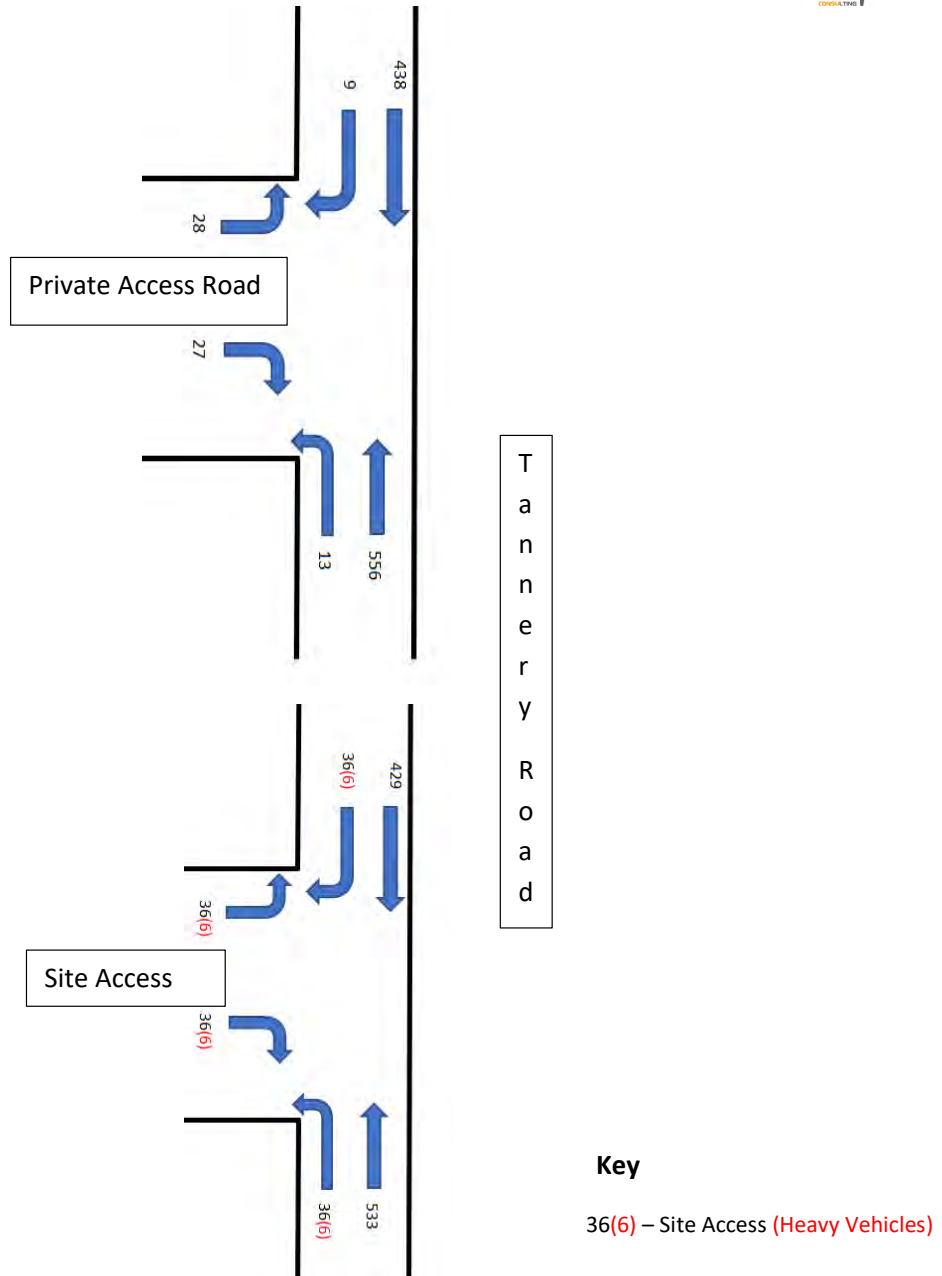 CONSULTING
438
9
28
Private Access Road
27
13
556
T
a
n
n
e
r
y
R
o
a
d
36(6)
429
36(6)
Site Access
36(6)
36(6)
533
Key
36(6) – Site Access (Heavy Vehicles)